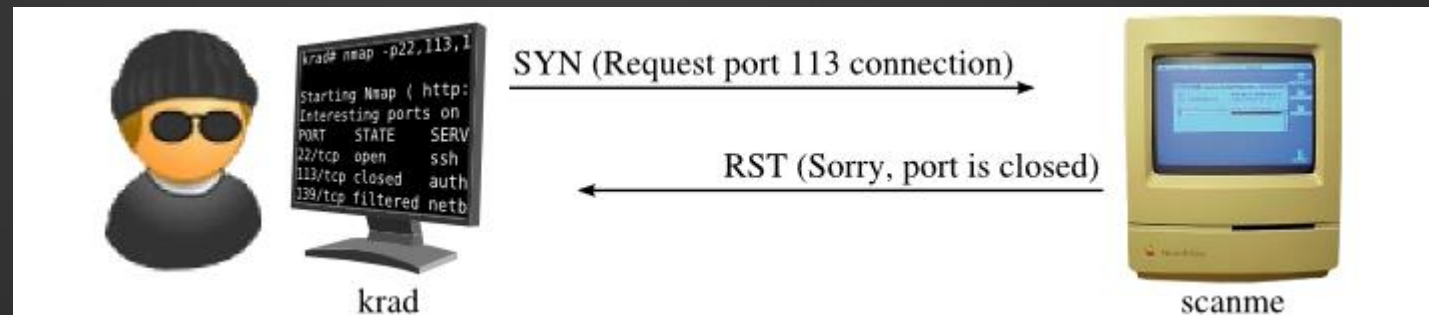 krad# nmap -p22,113,1
Starting Nmap ( http:
Interesting ports on
PORT STATE SERV
22/tcp open ssh
113/tcp closed auth
139/tcp filtered netb
SYN (Request port 113 connection)
RST (Sorry, port is closed)
krad
scanme